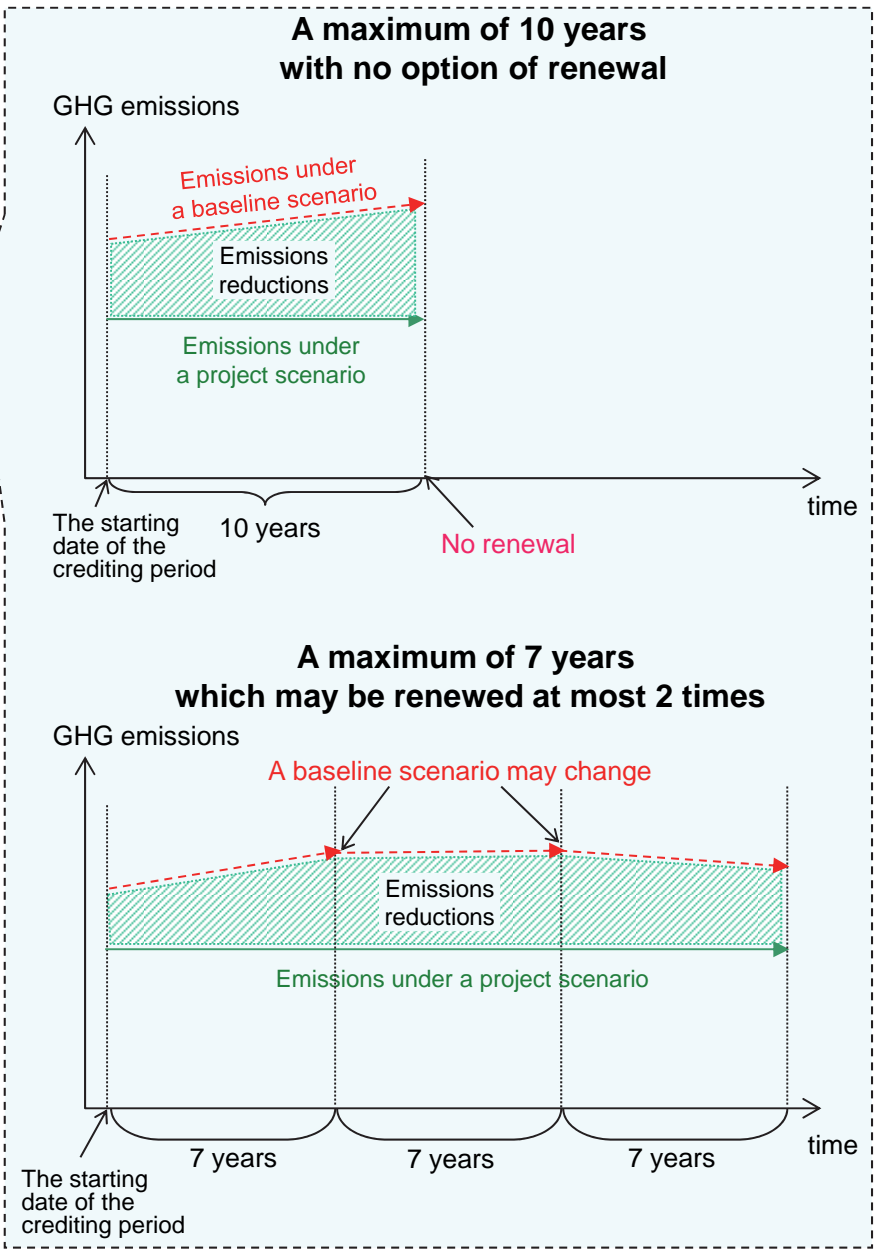 A maximum of 10 years
with no option of renewal
GHG emissions
Emissions under
a baseline scenario
Emissions
reductions
Emissions under
a project scenario
time
The starting
date of the
crediting period
10 years
No renewal
A maximum of 7 years
which may be renewed at most 2 times
GHG emissions
A baseline scenario may change
Emissions
reductions
Emissions under a project scenario
time
7 years
7 years
7 years
The starting
date of the
crediting period